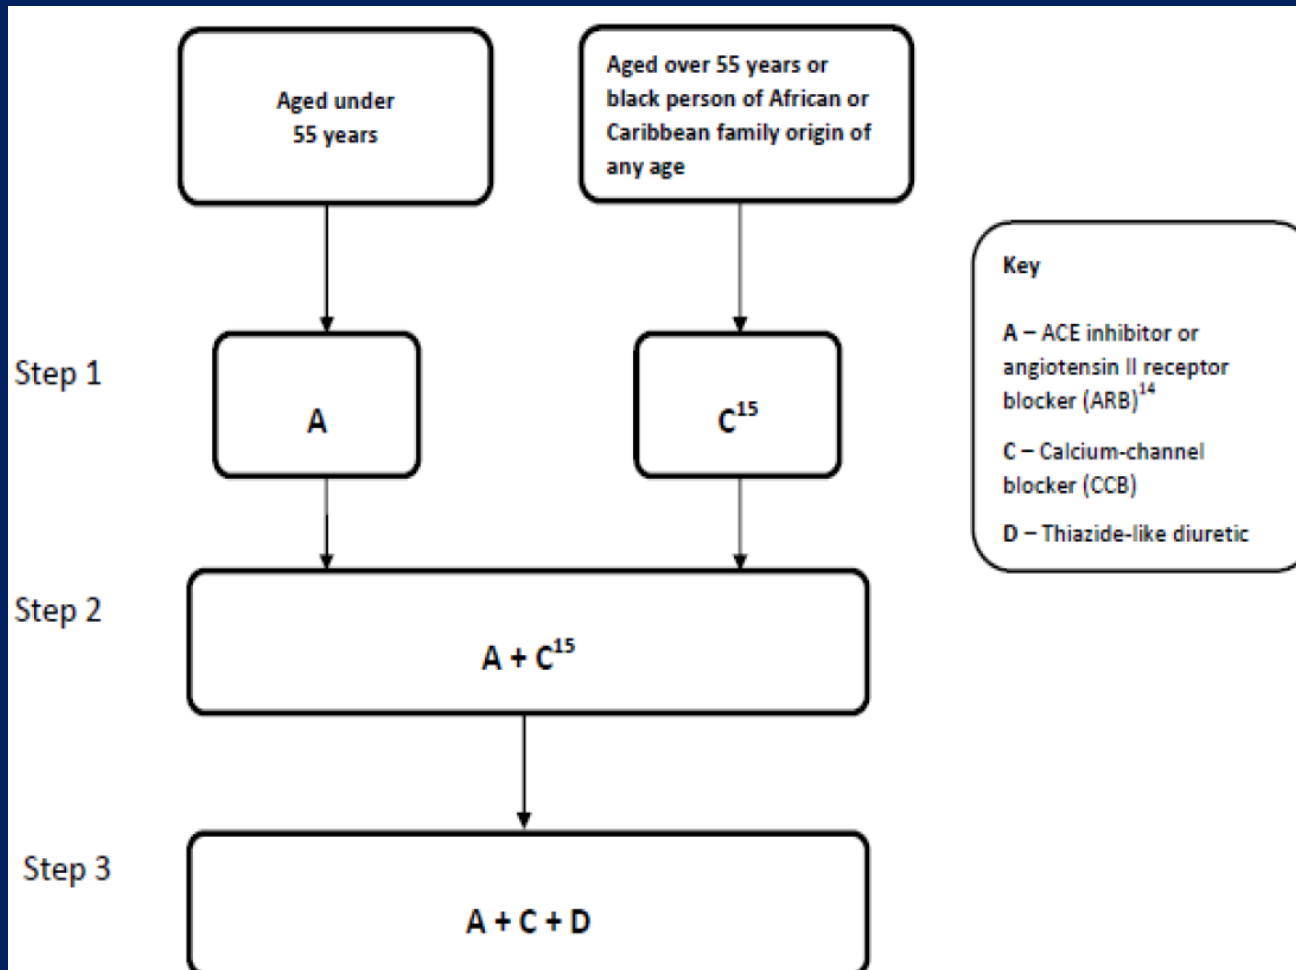 Aged under
55 years
Aged over 55 years or
black person of African or
Caribbean family origin of
any age
Key
A – ACE inhibitor or
angiotensin II receptor
blocker (ARB)14
C – Calcium-channel
blocker (CCB)
D – Thiazide-like diuretic
Step 1
A
C15
Step 2
A + C15
Step 3
A + C + D